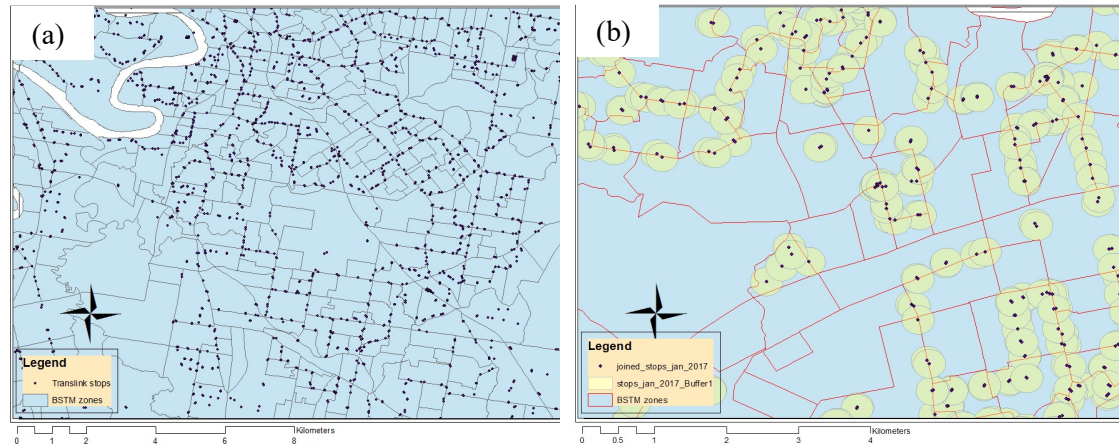 (a)
Legend
Translink stops
BSTM zones
Kilometers
0 1 2 4 6 8
(b)
Legend
joined_stops_jan_2017
stops_jan_2017_Buffer1
BSTM zones
Kilometers
0 0.5 1 2 3 4